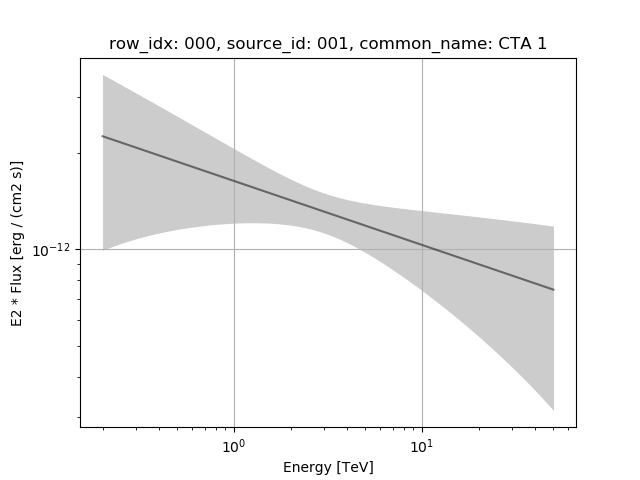 row_idx: 000, source_id: 001, common_name: CTA 1
E2 * Flux [erg / (cm2 s)]
10⁻¹²
10⁰ 10¹
Energy [TeV]